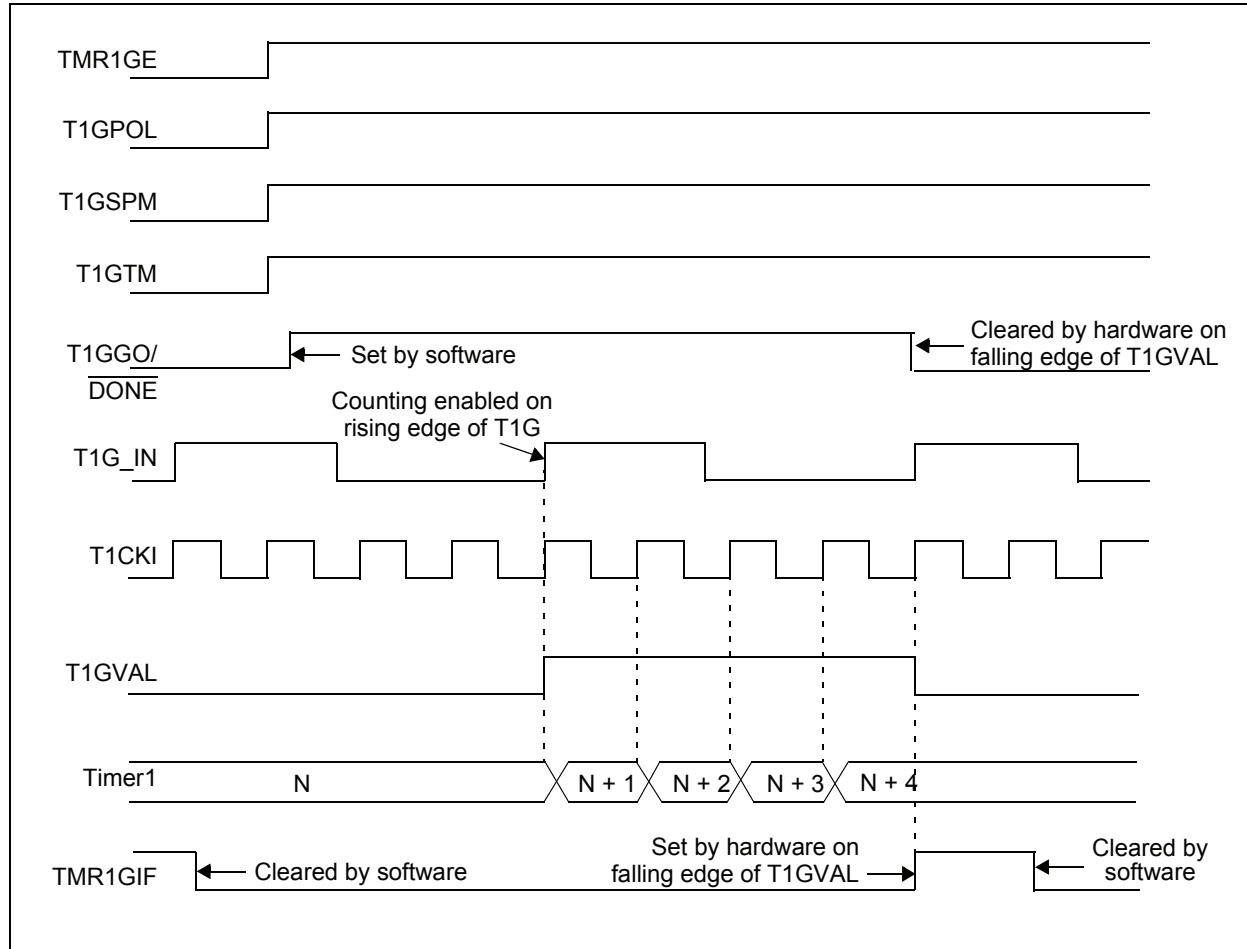 TMR1GE
T1GPOL
T1GSPM
T1GTM
T1GGO/
DONE
Set by software
Cleared by hardware on
falling edge of T1GVAL
Counting enabled on
rising edge of T1G
T1G_IN
T1CKI
T1GVAL
Timer1
N
N + 1
N + 2
N + 3
N + 4
TMR1GIF
Cleared by software
Set by hardware on
falling edge of T1GVAL
Cleared by
software